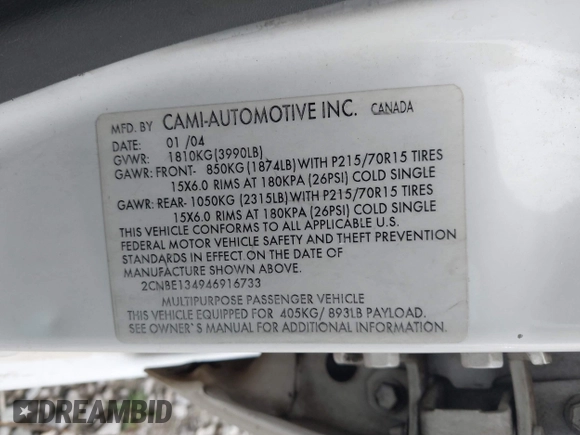 MFD. BY CAMI-AUTOMOTIVE INC. CANADA
DATE: 01 /04
GVWR: 1810KG(3990LB)
GAWR: FRONT- 850KG (1874LB) WITH P215/70R15 TIRES
15X6.0 RIMS AT 180KPA (26PSI) COLD SINGLE
GAWR: REAR- 1050KG (2315LB) WITH P215/70R15 TIRES
15X6.0 RIMS AT 180KPA (26PSI) COLD SINGLE
THIS VEHICLE CONFORMS TO ALL APPLICABLE U.S.
FEDERAL MOTOR VEHICLE SAFETY AND THEFT PREVENTION
STANDARDS IN EFFECT ON THE DATE OF
MANUFACTURE SHOWN ABOVE.
2CNBE134946916733
MULTIPURPOSE PASSENGER VEHICLE
THIS VEHICLE EQUIPPED FOR 405KG/ 893LB PAYLOAD.
SEE OWNER`S MANUAL FOR ADDITIONAL INFORMATION.
DREAMBID